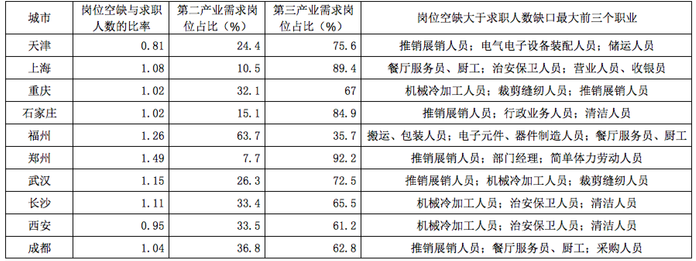 城市 岗位空缺与求职人数的比率 第二产业需求岗位占比（%） 第三产业需求岗位占比（%） 岗位空缺大于求职人数缺口最大前三个职业
天津 0.81 24.4 75.6 推销展销人员；电气电子设备装配人员；储运人员
上海 1.08 10.5 89.4 餐厅服务员、厨工；治安保卫人员；营业人员、收银员
重庆 1.02 32.1 67 机械冷加工人员；裁剪缝纫人员；推销展销人员
石家庄 1.02 15.1 84.9 推销展销人员；行政业务人员；清洁人员
福州 1.26 63.7 35.7 搬运、包装人员；电子元件、器件制造人员；餐厅服务员、厨工
郑州 1.49 7.7 92.2 推销展销人员；部门经理；简单体力劳动人员
武汉 1.15 26.3 72.5 推销展销人员；机械冷加工人员；裁剪缝纫人员
长沙 1.11 33.4 65.5 机械冷加工人员；治安保卫人员；清洁人员
西安 0.95 33.5 61.2 机械冷加工人员；治安保卫人员；清洁人员
成都 1.04 36.8 62.8 推销展销人员；餐厅服务员、厨工；采购人员